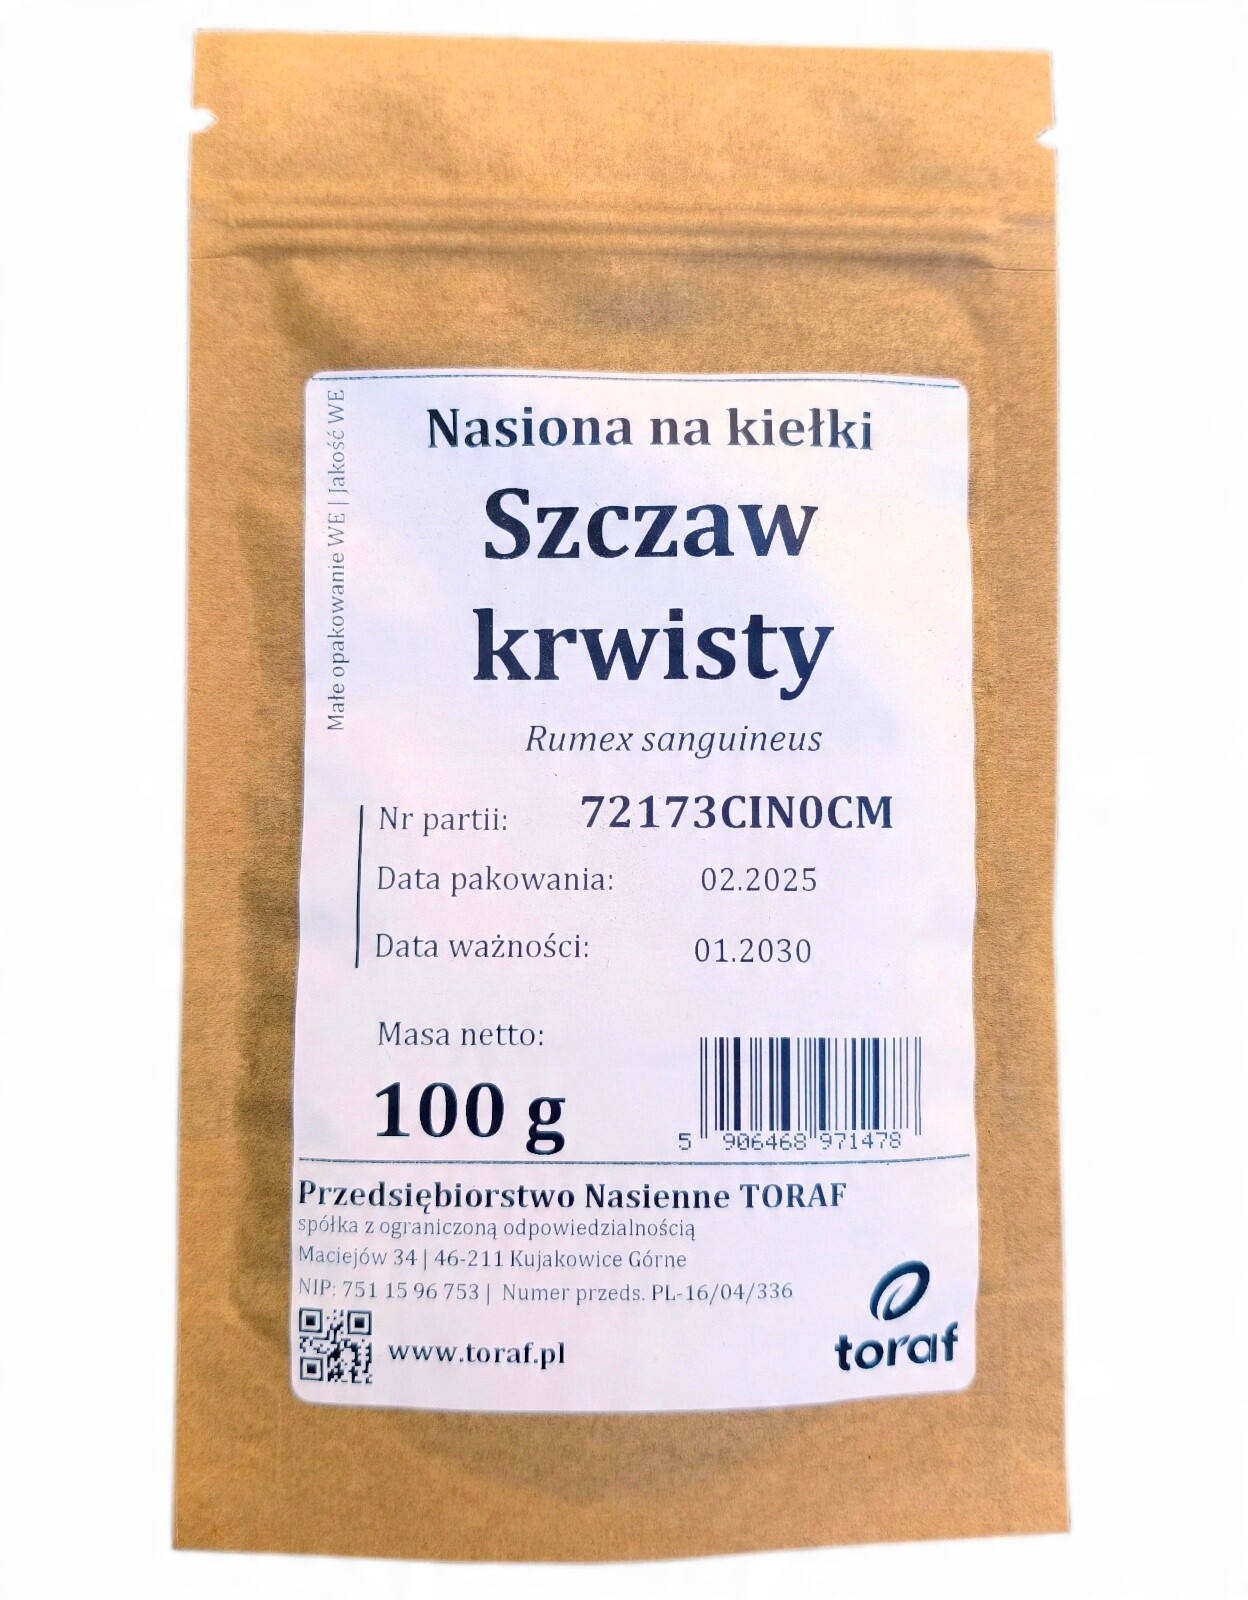 Małe opakowanie WE | Jakość WE
Nasiona na kiełki
Szczaw
krwisty
Rumex sanguineus
Nr partii: 72173CIN0CM
Data pakowania: 02.2025
Data ważności: 01.2030
Masa netto:
100 g
5 906468 971478
Przedsiębiorstwo Nasienne TORAF
spółka z ograniczoną odpowiedzialnością
Maciejów 34 | 46-211 Kujakowice Górne
NIP: 751 15 96 753 | Numer przeds. PL-16/04/336
www.toraf.pl
toraf